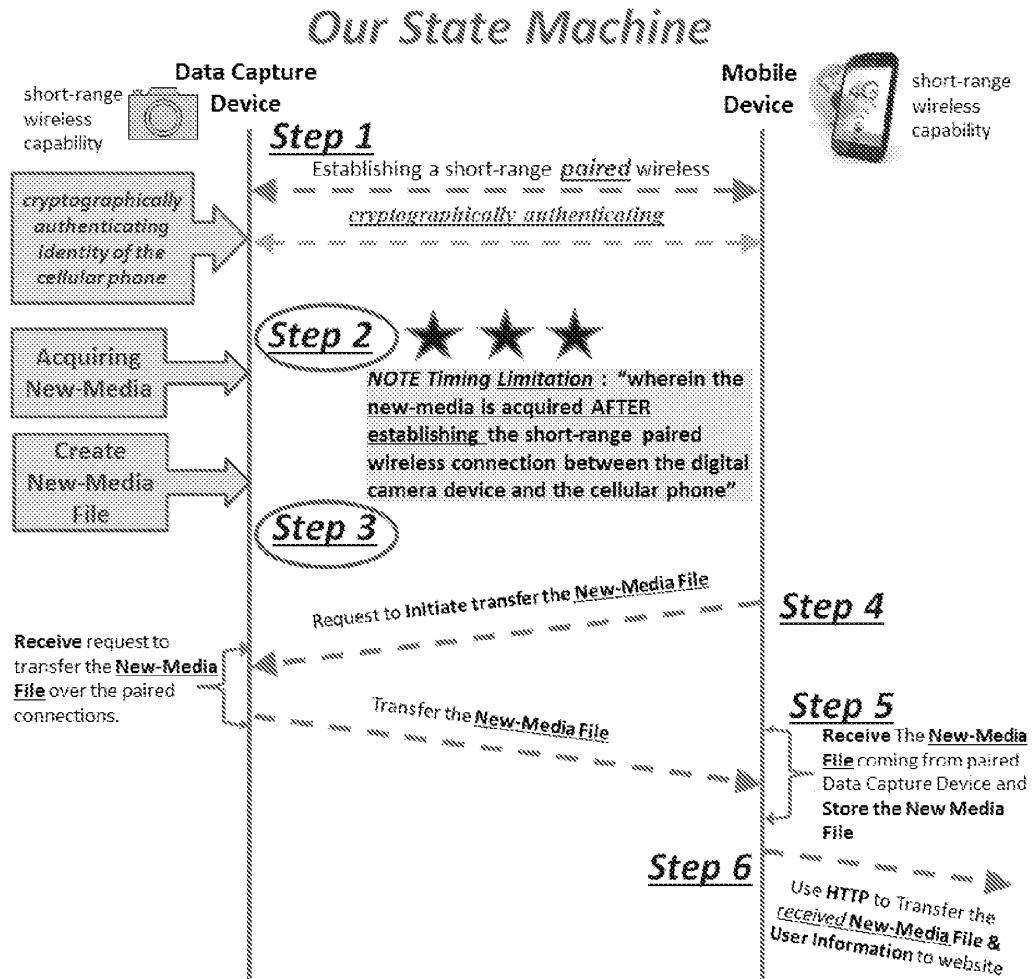 Our State Machine
short-range
wireless
capability
Data Capture
Device
Mobile
Device
4G
short-range
wireless
capability
Step 1
Establishing a short-range paired wireless
cryptographically authenticating
cryptographically
authenticating
identity of the
cellular phone
Step 2
Acquiring
New-Media
NOTE Timing Limitation : “wherein the
new-media is acquired AFTER
establishing the short-range paired
wireless connection between the digital
camera device and the cellular phone”
Create
New-Media
File
Step 3
Request to Initiate transfer the New-Media File
Step 4
Receive request to
transfer the New-Media
File over the paired
connections.
Transfer the New-Media File
Step 5
Receive The New-Media
File coming from paired
Data Capture Device and
Store the New Media
File
Step 6
Use HTTP to Transfer the
received New-Media File &
User Information to website